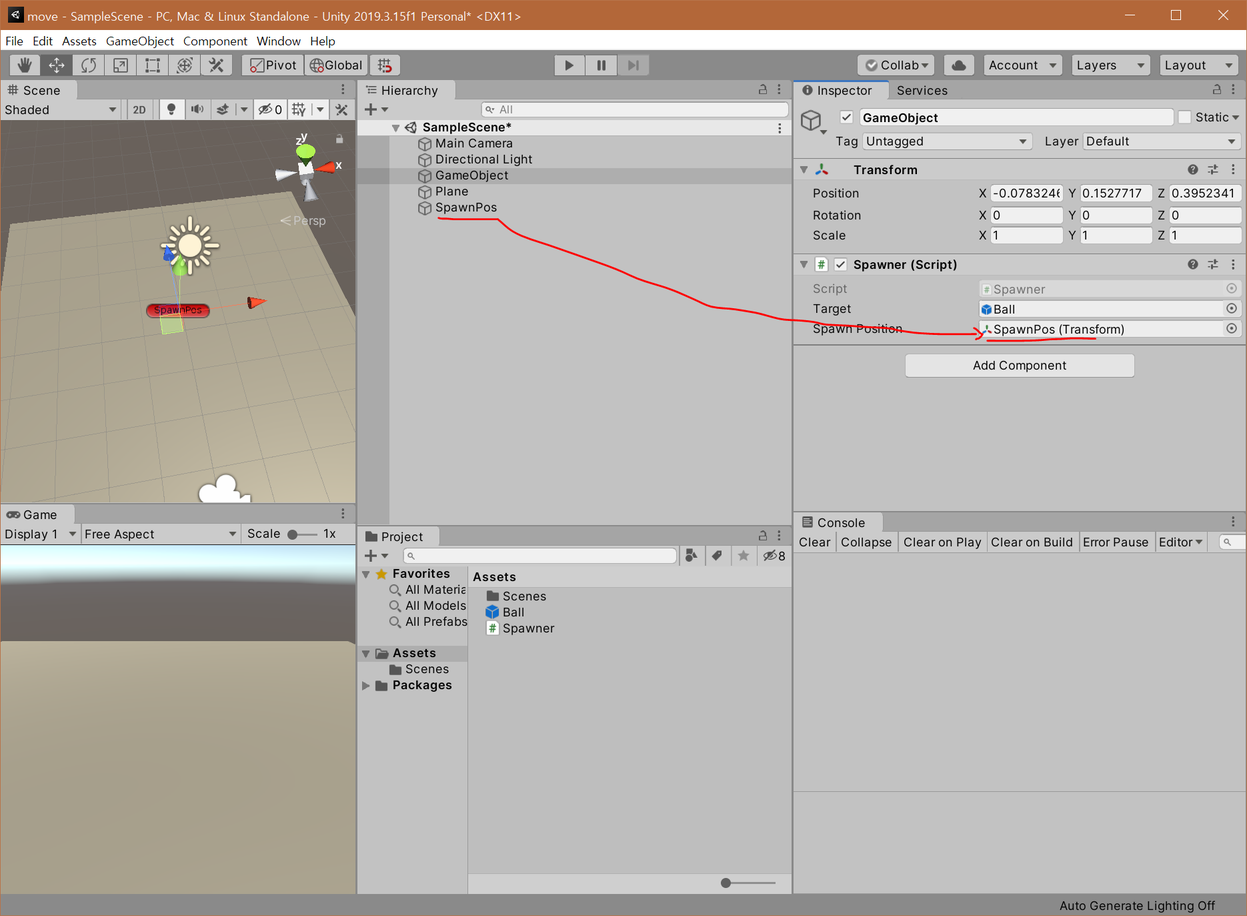 move - SampleScene - PC, Mac & Linux Standalone - Unity 2019.3.15f1 Personal* <DX11>
File Edit Assets GameObject Component Window Help
Pivot Global Collab Account Layers Layout
Scene
Shaded 2D 0
y
z
x
Persp
SpawnPos
Hierarchy
All
SampleScene*
Main Camera
Directional Light
GameObject
Plane
SpawnPos
Inspector Services
GameObject Static
Tag Untagged Layer Default
Transform
Position X -0.0783246 Y 0.1527717 Z 0.3952341
Rotation X 0 Y 0 Z 0
Scale X 1 Y 1 Z 1
# Spawner (Script)
Script # Spawner
Target Ball
Spawn Position SpawnPos (Transform)
Add Component
Game
Display 1 Free Aspect Scale 1x
Project
8
Favorites
All Materia
All Models
All Prefabs
Assets
Scenes
Packages
Assets
Scenes
Ball
# Spawner
Console
Clear Collapse Clear on Play Clear on Build Error Pause Editor
Auto Generate Lighting Off